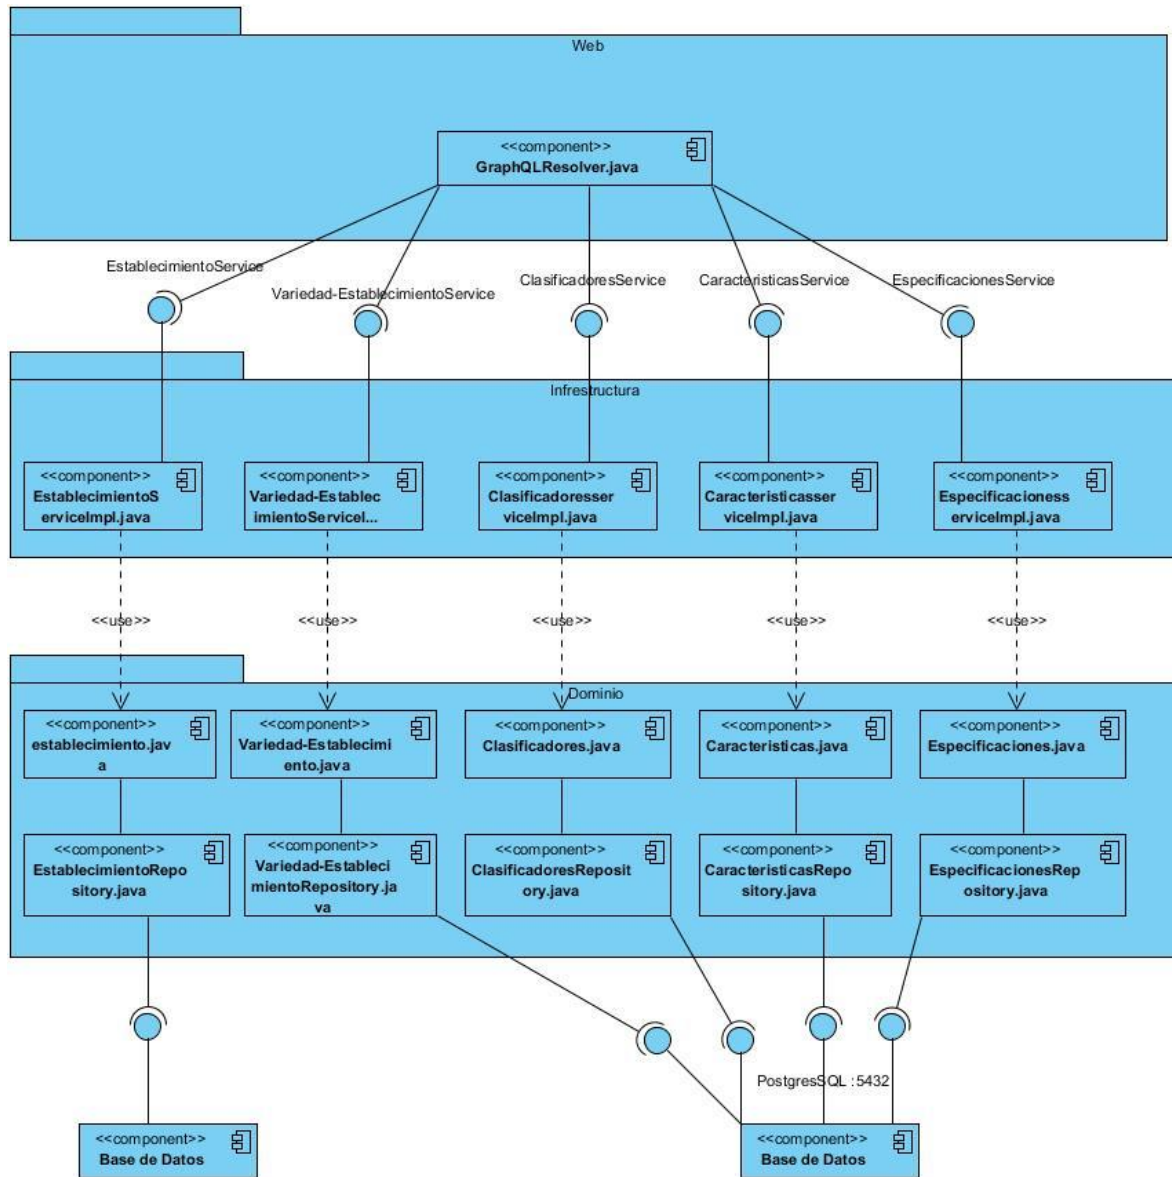 Web
<<component>>
GraphQLResolver.java
EstablecimientoService
Variedad-EstablecimientoService
ClasificadoresService
CaracteristicasService
EspecificacionesService
Infrestructura
<<component>>
EstablecimientoS
erviceImpl.java
<<component>>
Variedad-Establec
imientoServiceI...
<<component>>
Clasificadoresser
viceImpl.java
<<component>>
Caracteristicasser
viceImpl.java
<<component>>
Especificacioness
erviceImpl.java
<<use>>
<<use>>
<<use>>
<<use>>
<<use>>
Dominio
<<component>>
establecimiento.jav
a
<<component>>
Variedad-Establecimi
ento.java
<<component>>
Clasificadores.java
<<component>>
Caracteristicas.java
<<component>>
Especificaciones.java
<<component>>
EstablecimientoRepo
sitory.java
<<component>>
Variedad-Estableci
mientoRepository.ja
va
<<component>>
ClasificadoresReposit
ory.java
<<component>>
CaracteristicasRepo
sitory.java
<<component>>
EspecificacionesRep
ository.java
PostgresSQL :5432
<<component>>
Base de Datos
<<component>>
Base de Datos